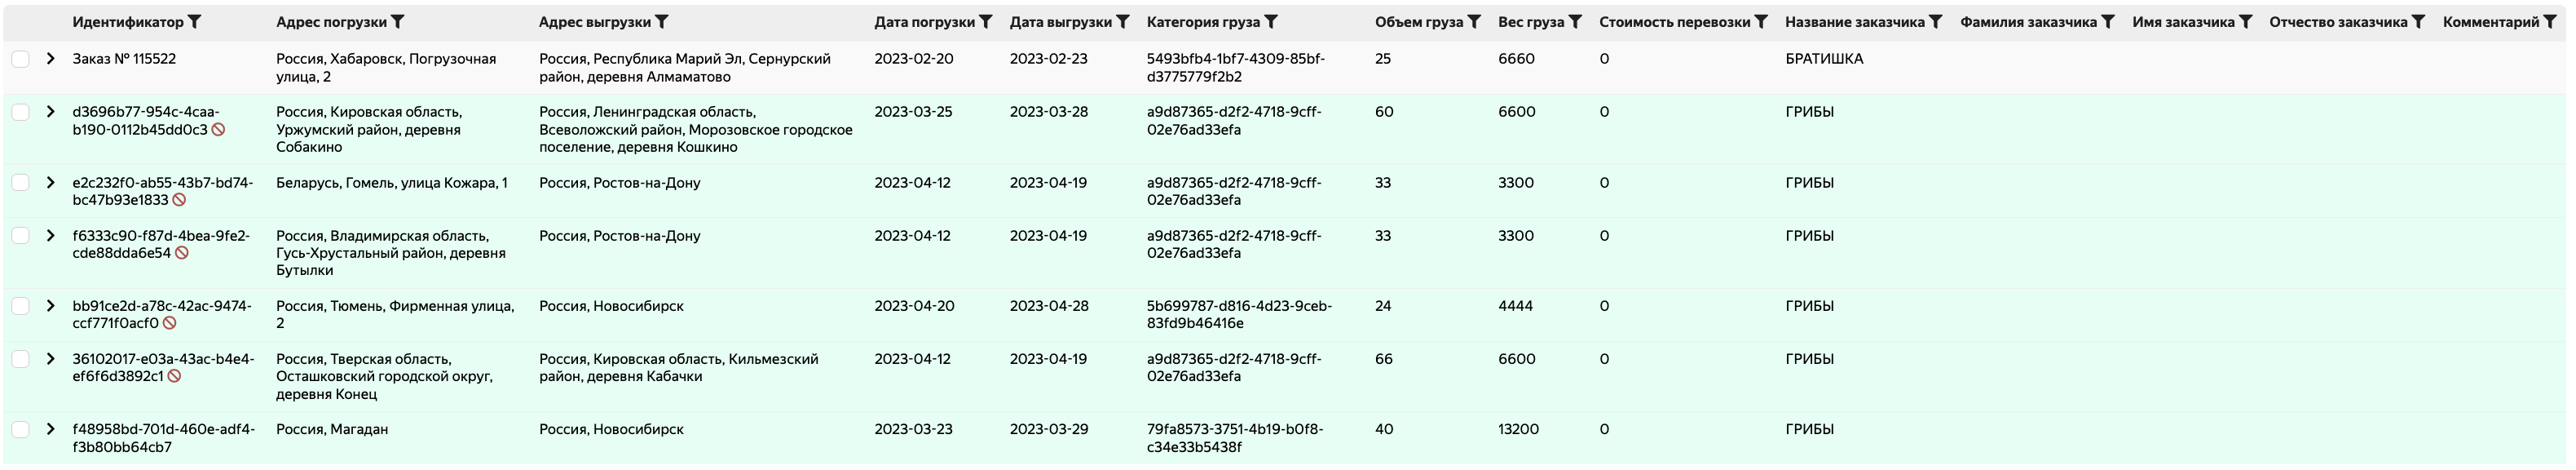 Идентификатор Адрес погрузки Адрес выгрузки Дата погрузки Дата выгрузки Категория груза Объем груза Вес груза Стоимость перевозки Название заказчика Фамилия заказчика Имя заказчика Отчество заказчика Комментарий
Заказ № 115522 Россия, Хабаровск, Погрузочная Россия, Республика Марий Эл, Сернурский 2023-02-20 2023-02-23 5493bfb4-1bf7-4309-85bf- 25 6660 0 БРАТИШКА
улица, 2 район, деревня Алмаматово d3775779f2b2
d3696b77-954c-4caa- Россия, Кировская область, Россия, Ленинградская область, 2023-03-25 2023-03-28 a9d87365-d2f2-4718-9cff- 60 6600 0 ГРИБЫ
b190-0112b45dd0c3 Уржумский район, деревня Всеволожский район, Морозовское городское 02e76ad33efa
Собакино поселение, деревня Кошкино
e2c232f0-ab55-43b7-bd74- Беларусь, Гомель, улица Кожара, 1 Россия, Ростов-на-Дону 2023-04-12 2023-04-19 a9d87365-d2f2-4718-9cff- 33 3300 0 ГРИБЫ
bc47b93e1833 02e76ad33efa
f6333c90-f87d-4bea-9fe2- Россия, Владимирская область, Россия, Ростов-на-Дону 2023-04-12 2023-04-19 a9d87365-d2f2-4718-9cff- 33 3300 0 ГРИБЫ
cde88dda6e54 Гусь-Хрустальный район, деревня 02e76ad33efa
Бутылки
bb91ce2d-a78c-42ac-9474- Россия, Тюмень, Фирменная улица, Россия, Новосибирск 2023-04-20 2023-04-28 5b699787-d816-4d23-9ceb- 24 4444 0 ГРИБЫ
ccf771f0acf0 2 83fd9b46416e
36102017-e03a-43ac-b4e4- Россия, Тверская область, Россия, Кировская область, Кильмезский 2023-04-12 2023-04-19 a9d87365-d2f2-4718-9cff- 66 6600 0 ГРИБЫ
ef6f6d3892c1 Осташковский городской округ, район, деревня Кабачки 02e76ad33efa
деревня Конец
f48958bd-701d-460e-adf4- Россия, Магадан Россия, Новосибирск 2023-03-23 2023-03-29 79fa8573-3751-4b19-b0f8- 40 13200 0 ГРИБЫ
f3b80bb64cb7 c34e33b5438f